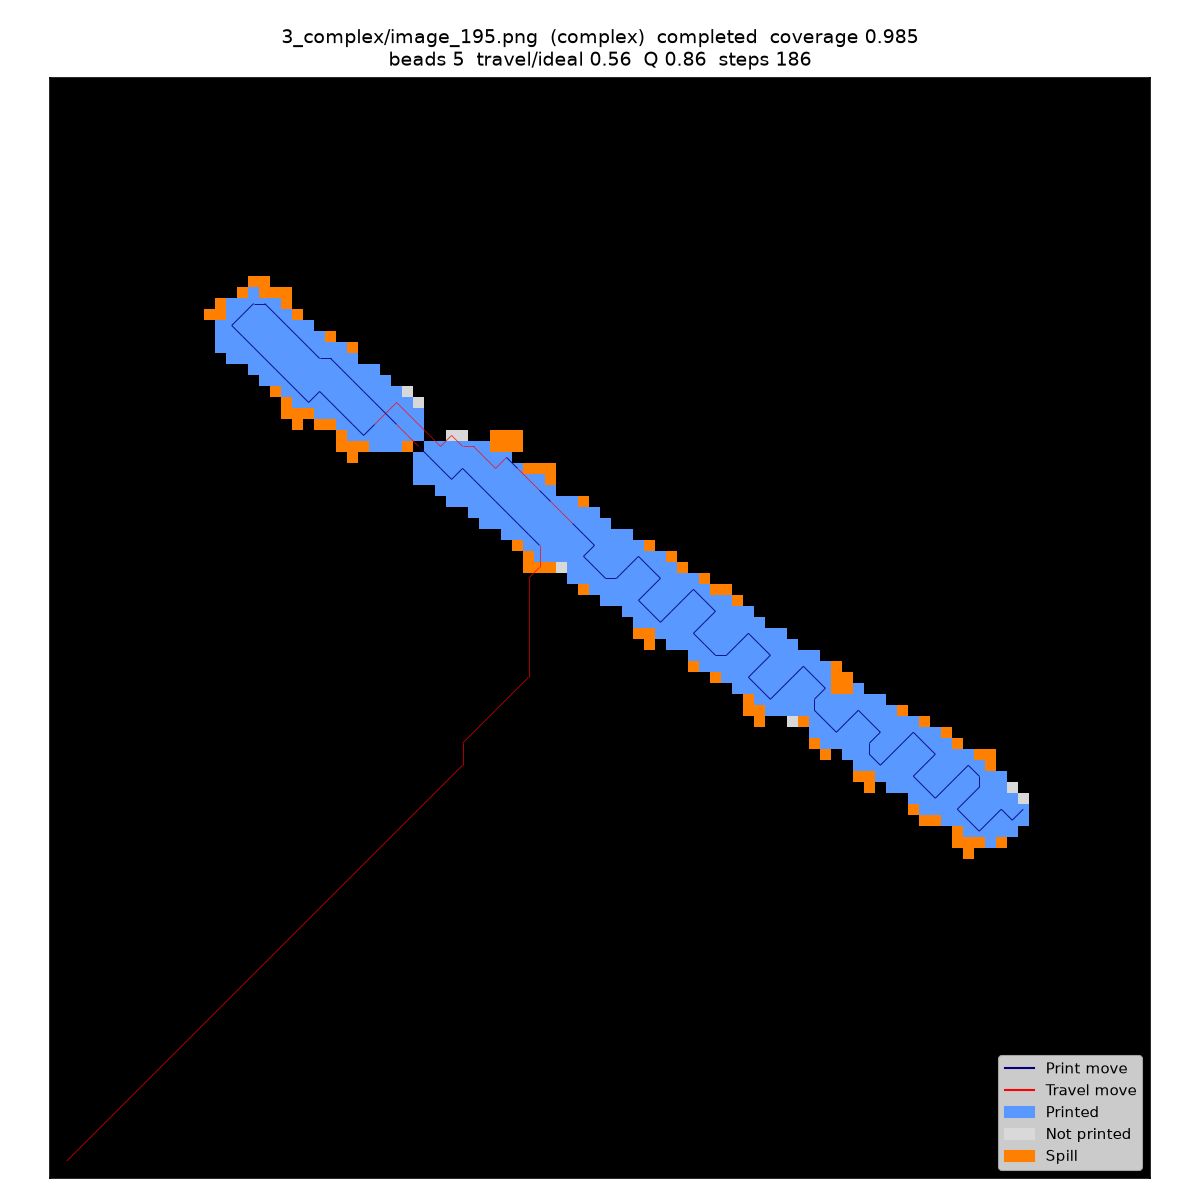 3_complex/image_195.png  (complex)  completed  coverage 0.985
beads 5  travel/ideal 0.56  Q 0.86  steps 186
Print move
Travel move
Printed
Not printed
Spill